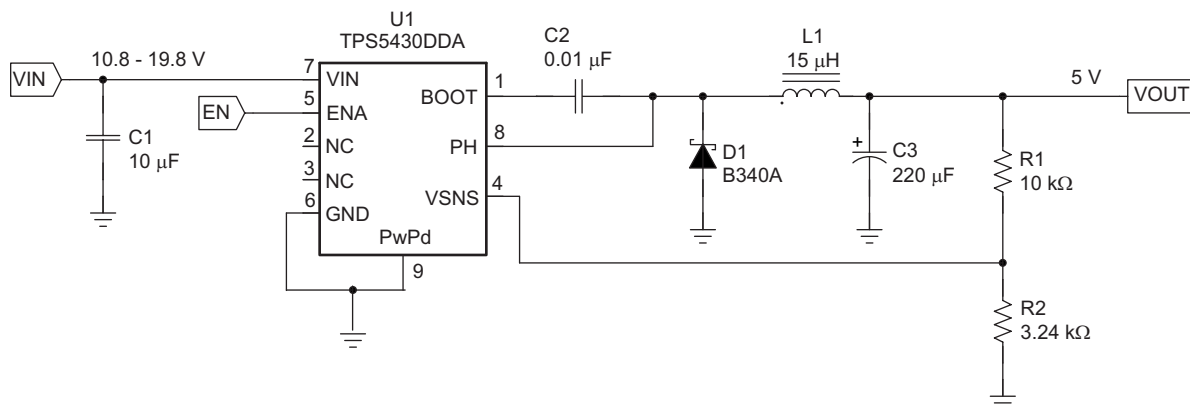 U1
TPS5430DDA
C2
0.01 μF
L1
15 μH
10.8 - 19.8 V
VIN
7
VIN
1
BOOT
5 V
VOUT
EN
5
ENA
C1
10 μF
2
NC
8
PH
D1
B340A
+
C3
220 μF
R1
10 kΩ
3
NC
4
VSNS
6
GND
PwPd
9
R2
3.24 kΩ